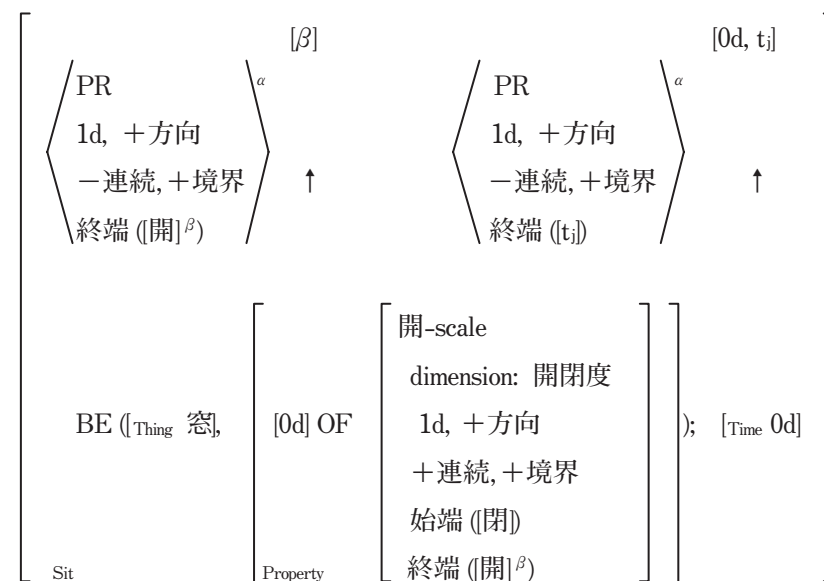 [β] [0d, tj]
PR α PR α
1d, ＋方向 1d, ＋方向
－連続, ＋境界 ↑ －連続, ＋境界 ↑
終端 ([開]β) 終端 ([tj])
開-scale
dimension: 開閉度
BE ([Thing 窓], [0d] OF 1d, ＋方向 ); [Time 0d]
＋連続, ＋境界
始端 ([閉])
Sit Property 終端 ([開]β)